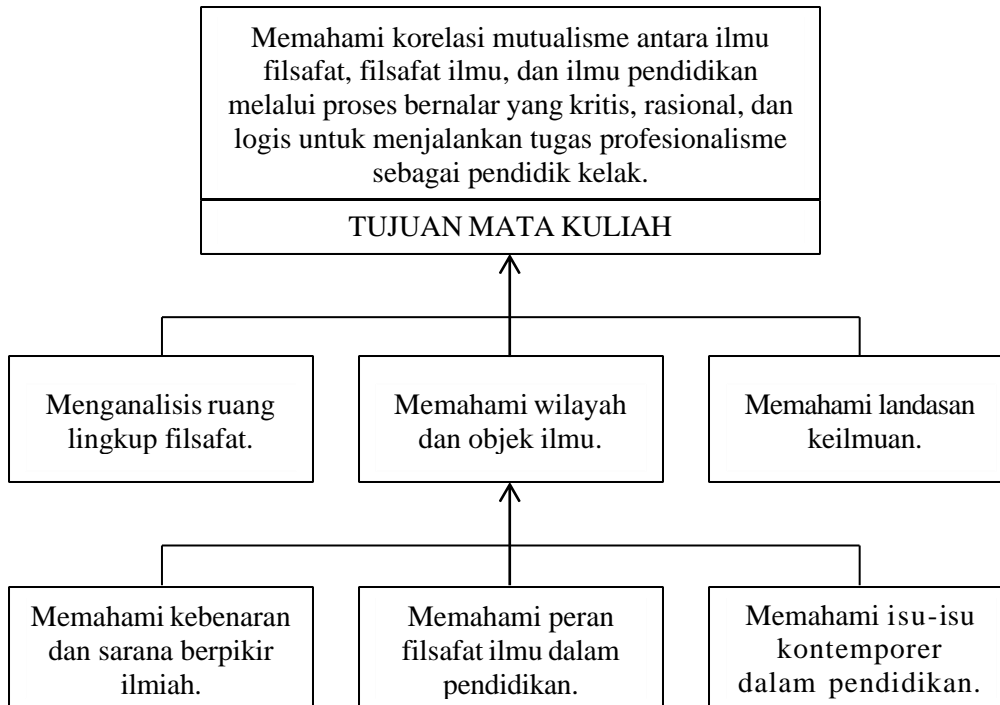 Memahami korelasi mutualisme antara ilmu
filsafat, filsafat ilmu, dan ilmu pendidikan
melalui proses bernalar yang kritis, rasional, dan
logis untuk menjalankan tugas profesionalisme
sebagai pendidik kelak.
TUJUAN MATA KULIAH
Menganalisis ruang
lingkup filsafat.
Memahami wilayah
dan objek ilmu.
Memahami landasan
keilmuan.
Memahami kebenaran
dan sarana berpikir
ilmiah.
Memahami peran
filsafat ilmu dalam
pendidikan.
Memahami isu-isu
kontemporer
dalam pendidikan.